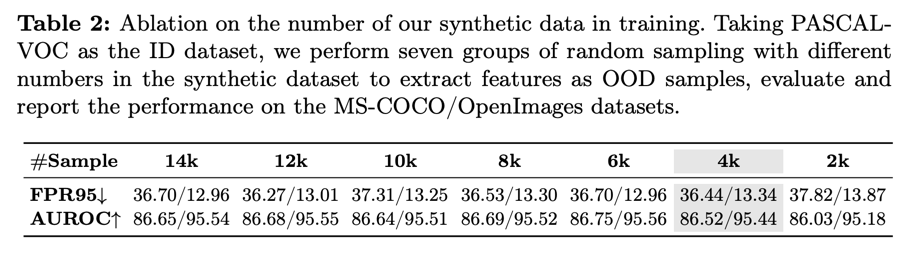 Table 2: Ablation on the number of our synthetic data in training. Taking PASCAL-
VOC as the ID dataset, we perform seven groups of random sampling with different
numbers in the synthetic dataset to extract features as OOD samples, evaluate and
report the performance on the MS-COCO/OpenImages datasets.
#Sample 14k 12k 10k 8k 6k 4k 2k
FPR95↓ 36.70/12.96 36.27/13.01 37.31/13.25 36.53/13.30 36.70/12.96 36.44/13.34 37.82/13.87
AUROC↑ 86.65/95.54 86.68/95.55 86.64/95.51 86.69/95.52 86.75/95.56 86.52/95.44 86.03/95.18